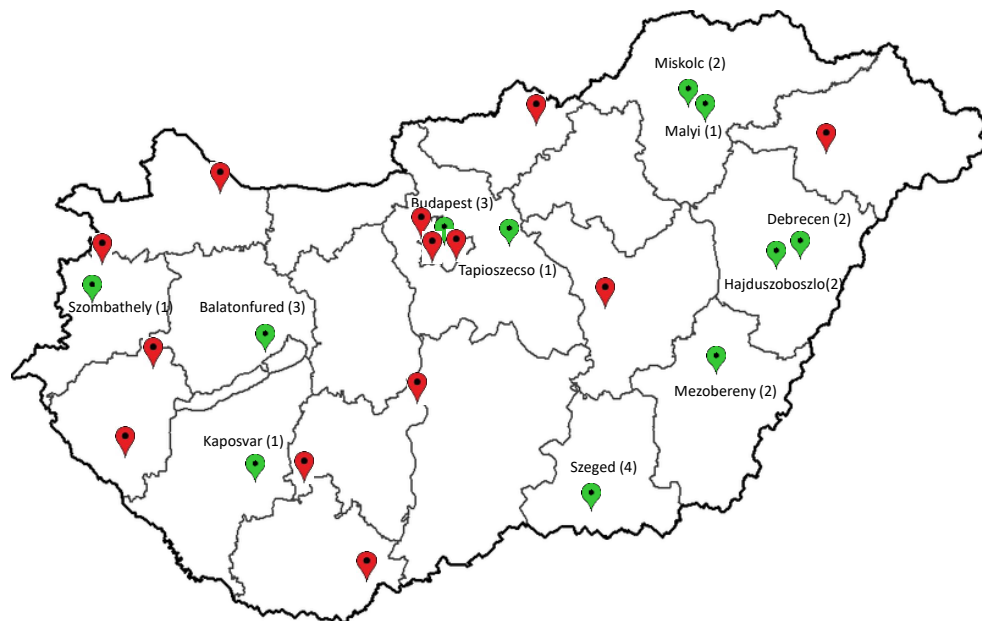 Miskolc (2)
Malyi (1)
Budapest (3)
Debrecen (2)
Tapioszecso (1)
Hajduszoboszlo(2)
Szombathely (1)
Balatonfured (3)
Mezobereny (2)
Kaposvar (1)
Szeged (4)